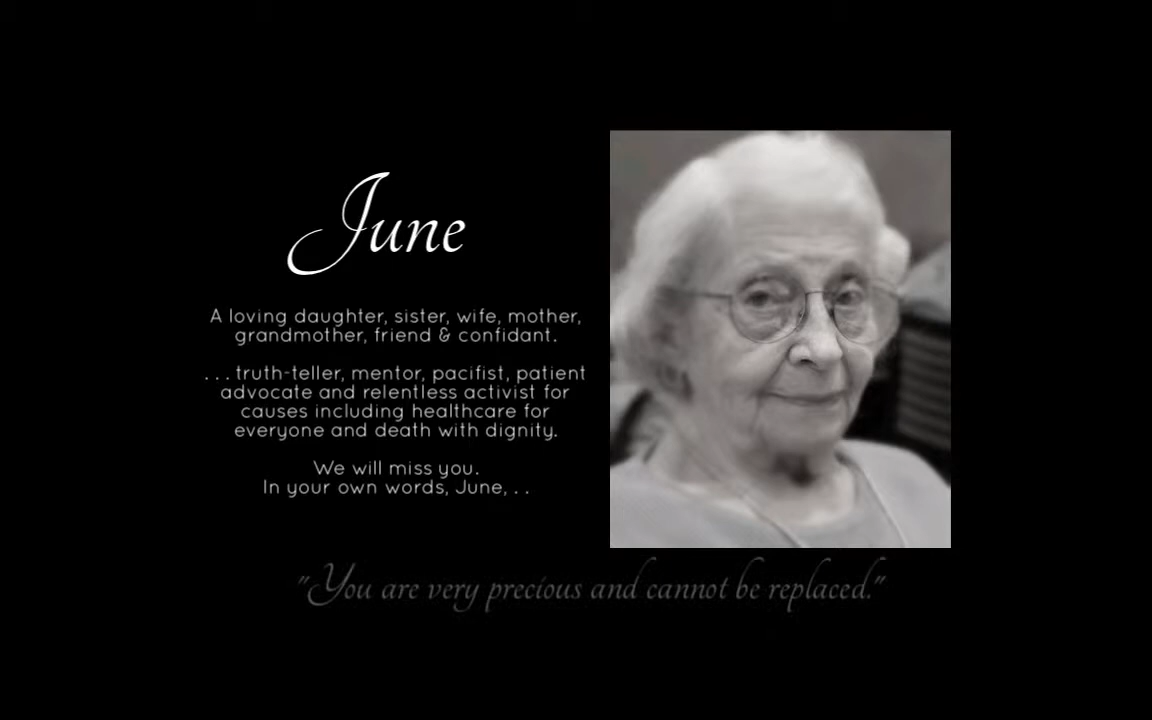 June
A loving daughter, sister, wife, mother,
grandmother, friend & confidant.
. . . truth-teller, mentor, pacifist, patient
advocate and relentless activist for
causes including healthcare for
everyone and death with dignity.
We will miss you.
In your own words, June, . .
"You are very precious and cannot be replaced."